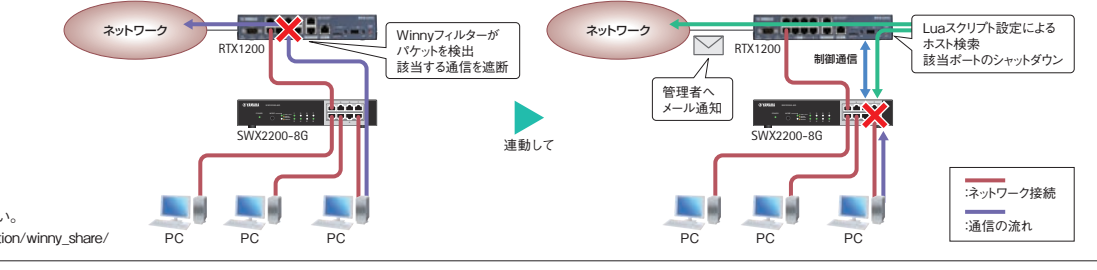 ネットワーク
RTX1200
Winnyフィルターが
パケットを検出
該当する通信を遮断
YAMAHA
SWX2200-8G
PC
PC
PC
い。
tion/winny_share/
連動して
ネットワーク
RTX1200
制御通信
Luaスクリプト設定による
ホスト検索
該当ポートのシャットダウン
管理者へ
メール通知
YAMAHA
SWX2200-8G
PC
PC
PC
:ネットワーク接続
:通信の流れ